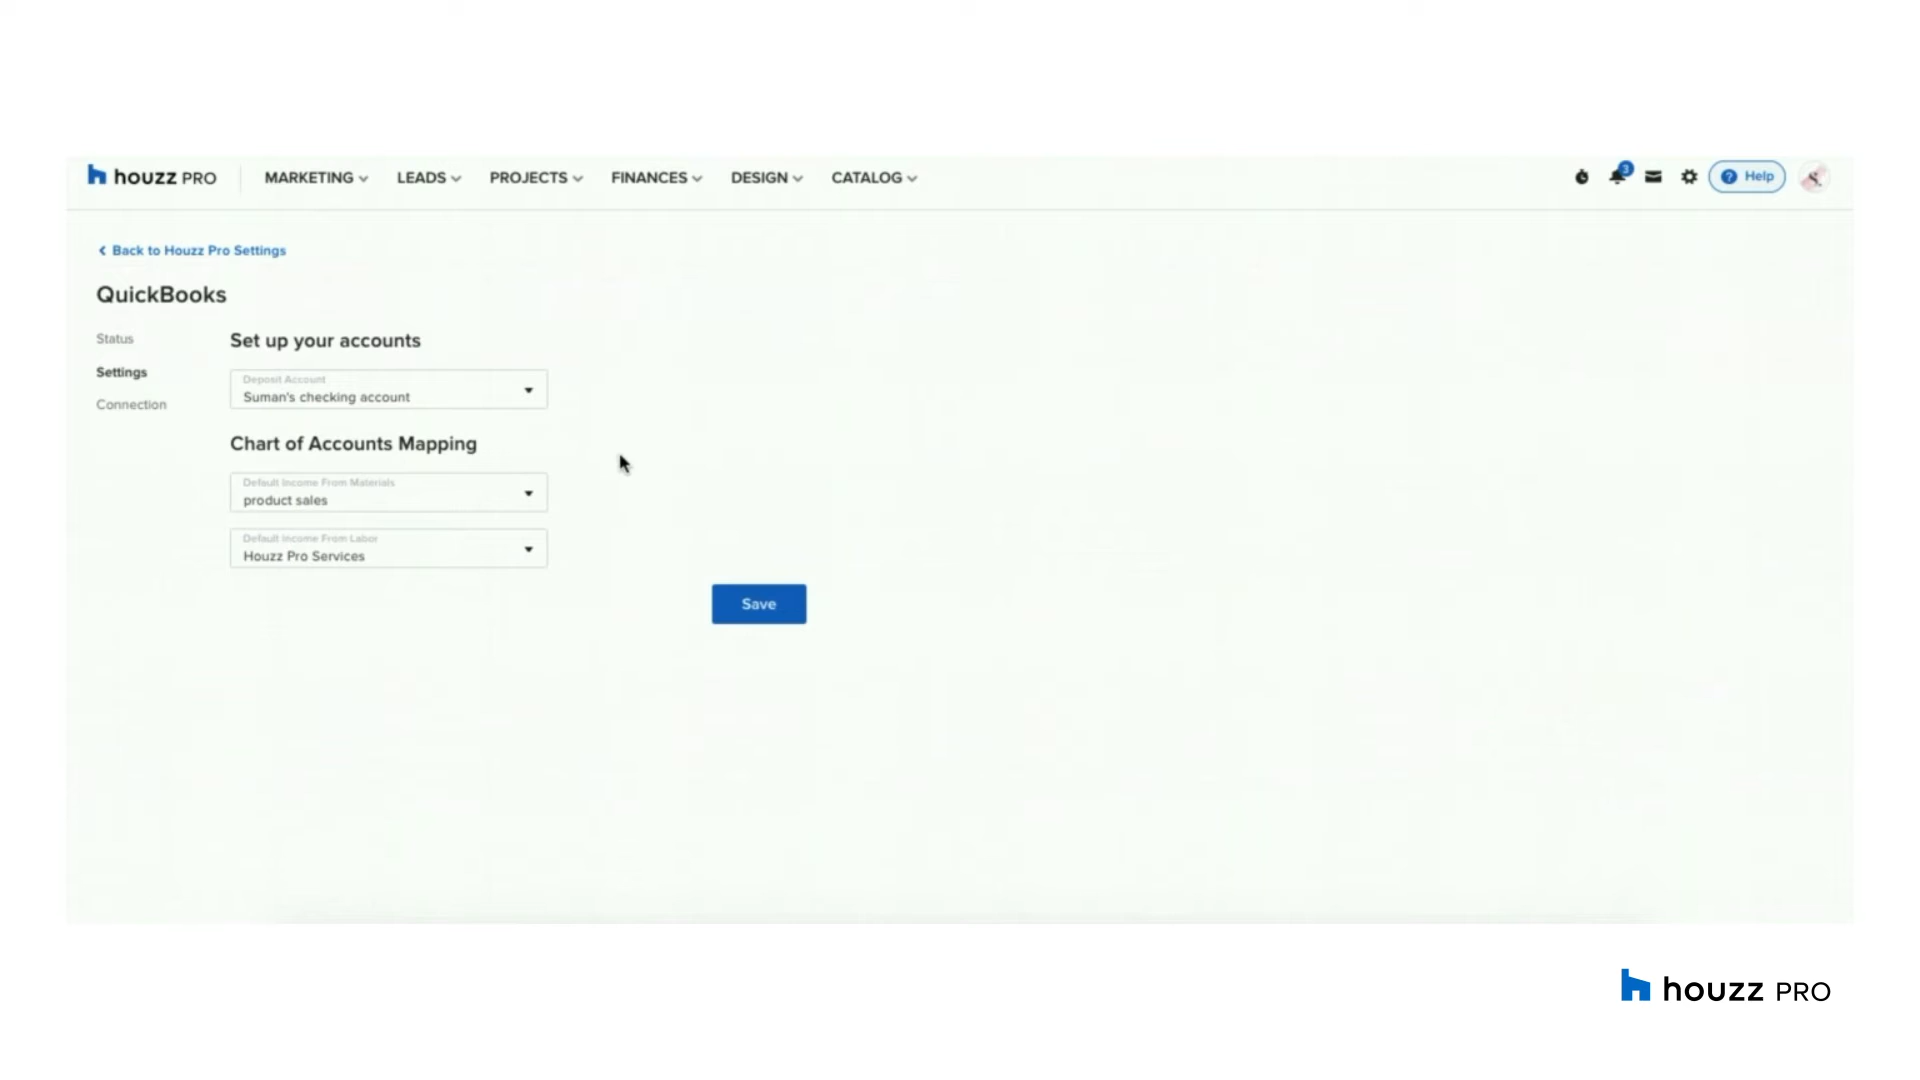 houzz PRO MARKETING LEADS PROJECTS FINANCES DESIGN CATALOG 3 ? Help
Back to Houzz Pro Settings
QuickBooks
Status
Settings
Connection
Set up your accounts
Deposit Account
Suman's checking account
Chart of Accounts Mapping
Default Income From Materials
product sales
Default Income From Labor
Houzz Pro Services
Save
houzz PRO